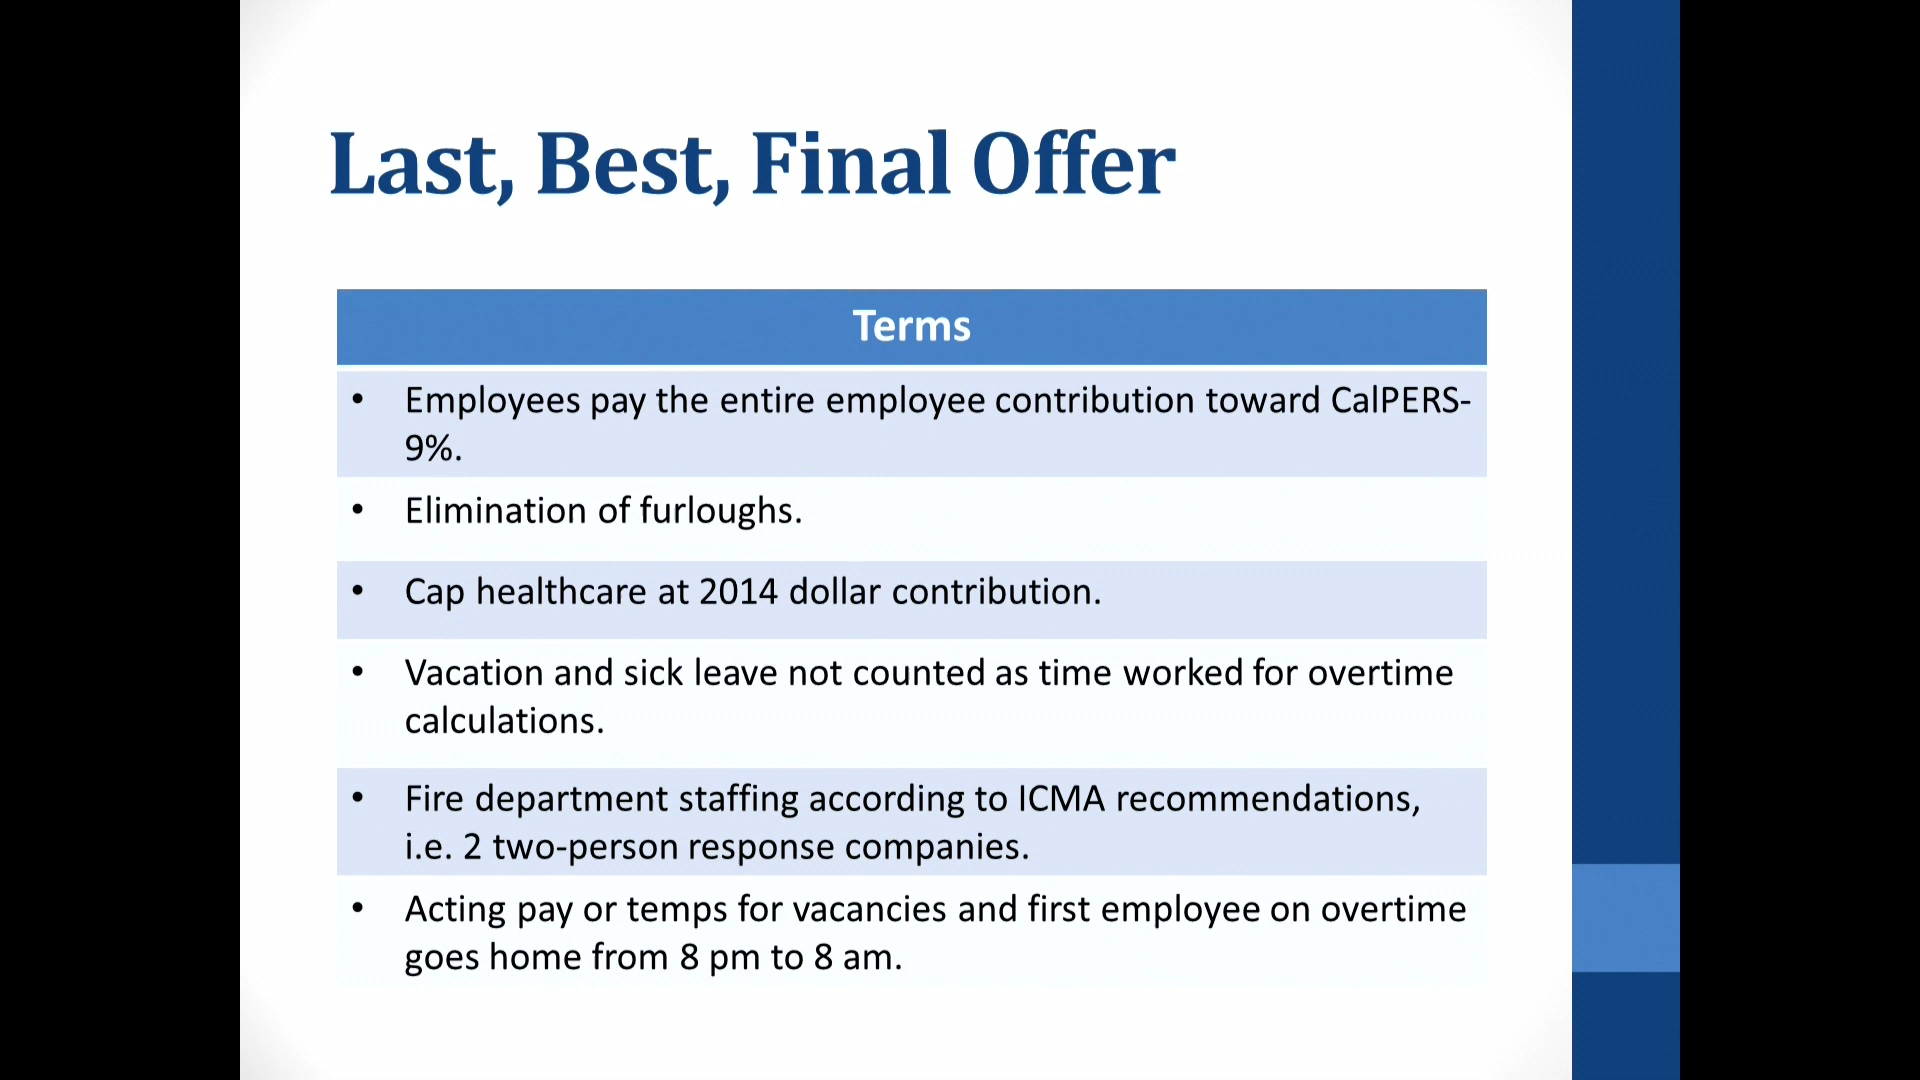 Last, Best, Final Offer
Terms
• Employees pay the entire employee contribution toward CalPERS-
9%.
• Elimination of furloughs.
• Cap healthcare at 2014 dollar contribution.
• Vacation and sick leave not counted as time worked for overtime
calculations.
• Fire department staffing according to ICMA recommendations,
i.e. 2 two-person response companies.
• Acting pay or temps for vacancies and first employee on overtime
goes home from 8 pm to 8 am.